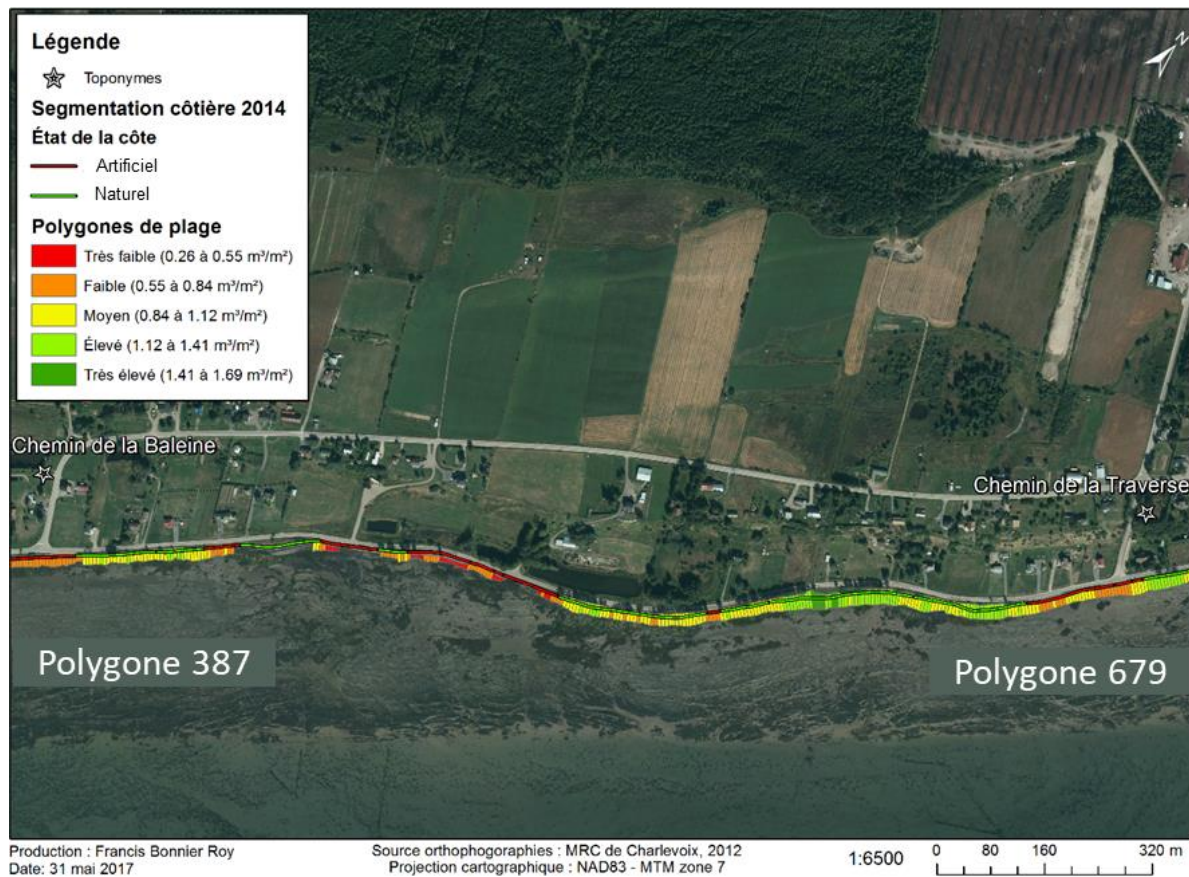 Légende
Toponymes
Segmentation côtière 2014
État de la côte
Artificiel
Naturel
Polygones de plage
Très faible (0.26 à 0.55 m³/m²)
Faible (0.55 à 0.84 m³/m²)
Moyen (0.84 à 1.12 m³/m²)
Élevé (1.12 à 1.41 m³/m²)
Très élevé (1.41 à 1.69 m³/m²)
N
Chemin de la Baleine
Chemin de la Traverse
Polygone 387
Polygone 679
Production : Francis Bonnier Roy
Date: 31 mai 2017
Source orthophogoraphies : MRC de Charlevoix, 2012
Projection cartographique : NAD83 - MTM zone 7
1:6500
0 80 160 320 m